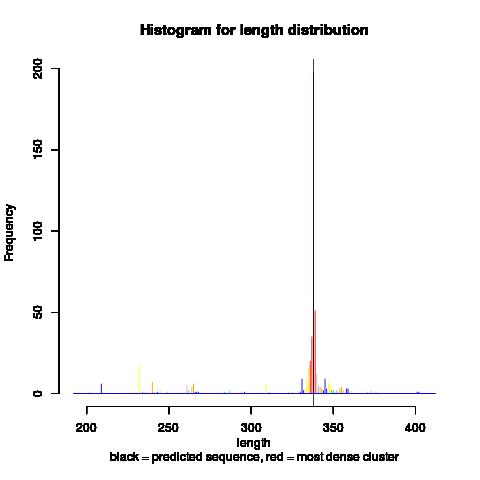 Histogram for length distribution
Frequency
200
150
100
50
0
200 250 300 350 400
length
black = predicted sequence, red = most dense cluster